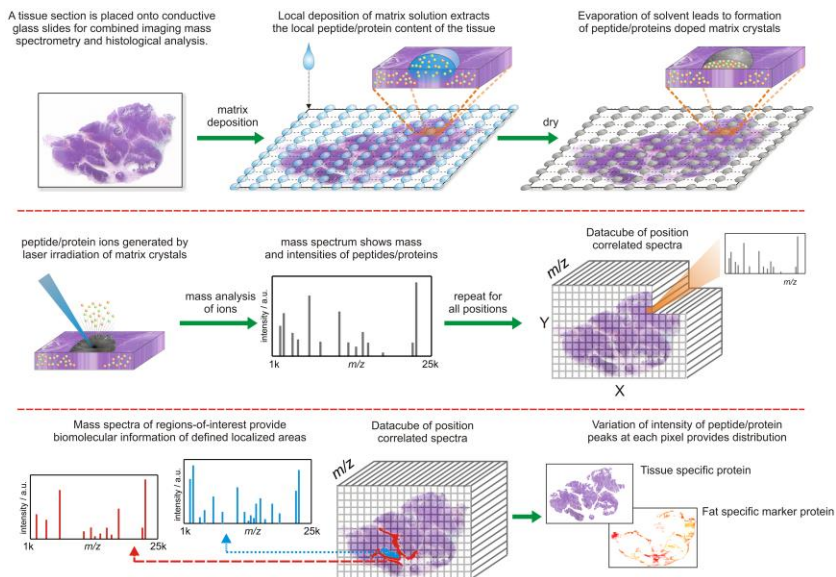 A tissue section is placed onto conductive
glass slides for combined imaging mass
spectrometry and histological analysis.
Local deposition of matrix solution extracts
the local peptide/protein content of the tissue
Evaporation of solvent leads to formation
of peptide/proteins doped matrix crystals
matrix
deposition
dry
peptide/protein ions generated by
laser irradiation of matrix crystals
mass analysis
of ions
mass spectrum shows mass
and intensities of peptides/proteins
intensity / a.u.
1k
m/z
25k
repeat for
all positions
Datacube of position
correlated spectra
m/z
Y
X
m/z
Mass spectra of regions-of-interest provide
biomolecular information of defined localized areas
intensity / a.u.
1k
m/z
25k
intensity / a.u.
1k
m/z
25k
Datacube of position
correlated spectra
m/z
Variation of intensity of peptide/protein
peaks at each pixel provides distribution
Tissue specific protein
Fat specific marker protein